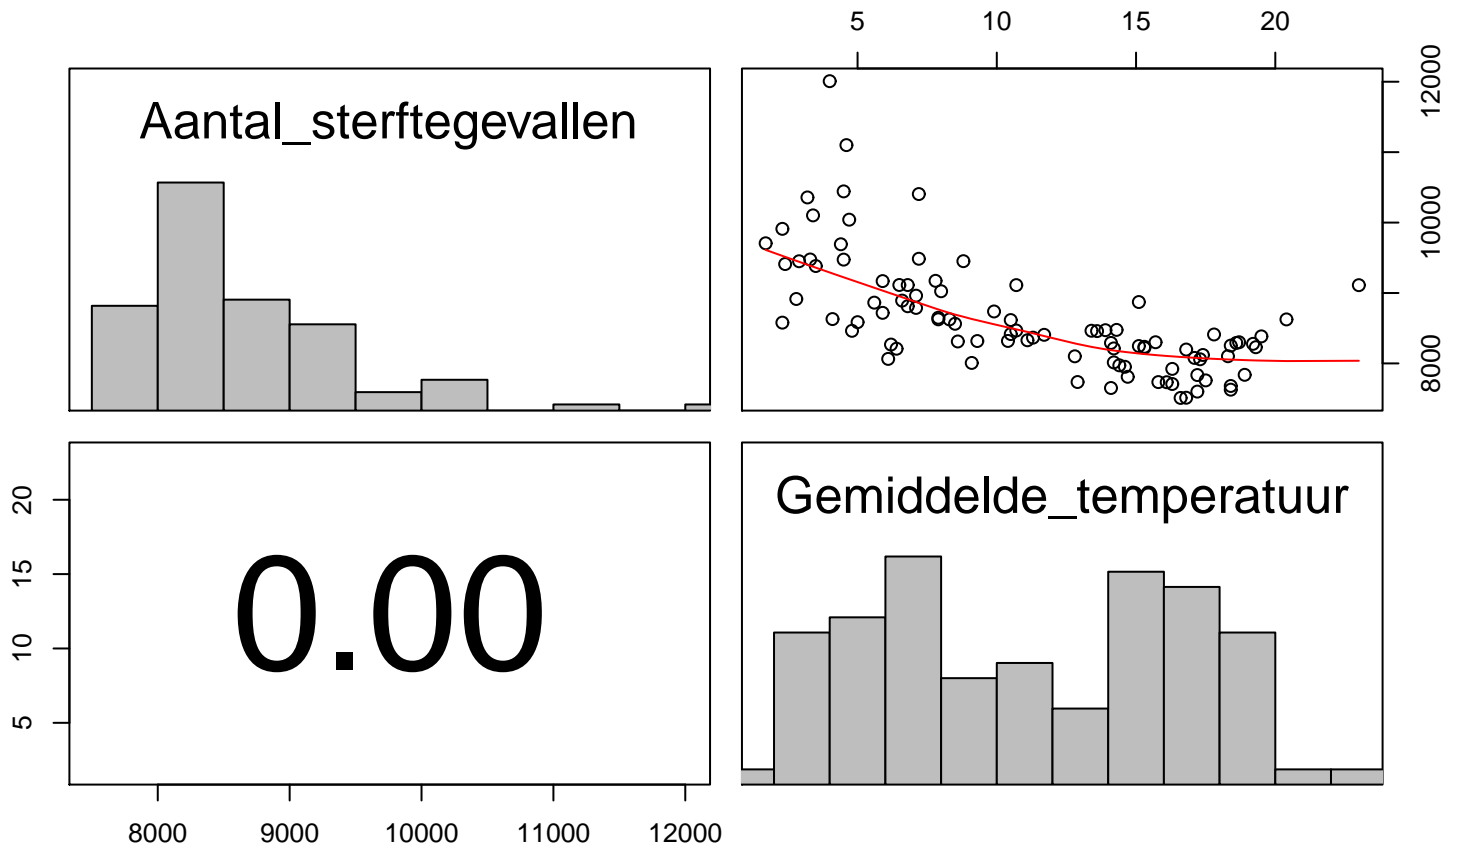 5 10 15 20
Aantal_sterftegevallen
8000 10000 12000
0.00
5 10 15 20
Gemiddelde_temperatuur
8000 9000 10000 11000 12000